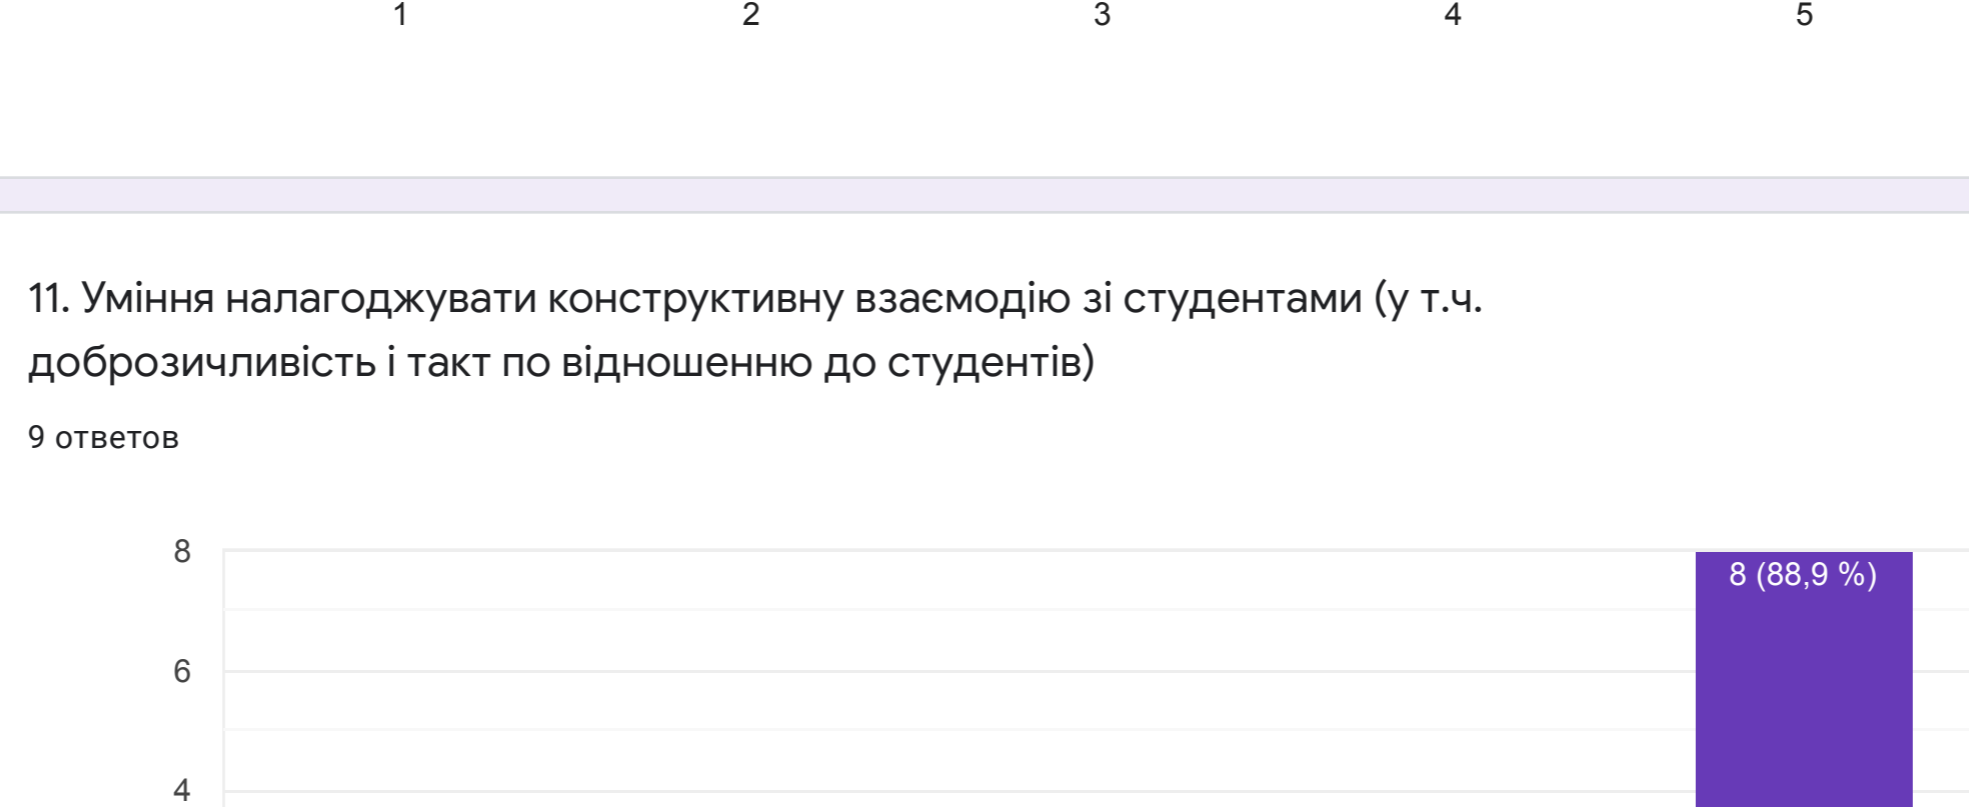 1 2 3 4 5
11. Уміння налагоджувати конструктивну взаємодію зі студентами (у т.ч.
доброзичливість і такт по відношенню до студентів)
9 ответов
8
8 (88,9 %)
6
4